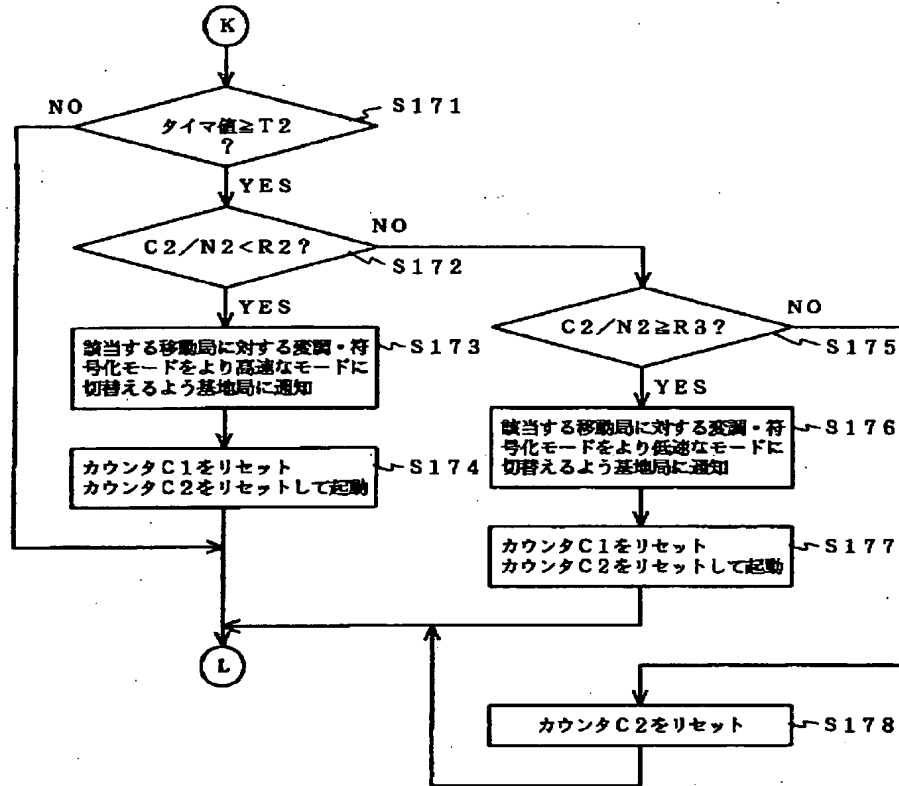 K
NO
S171
タイマ値≧T2
?
YES
NO
C2/N2<R2?
S172
YES
NO
C2/N2≧R3?
S175
YES
該当する移動局に対する変調・符
号化モードをより高速なモードに
切替えるよう基地局に通知
S173
該当する移動局に対する変調・符
号化モードをより低速なモードに
切替えるよう基地局に通知
S176
カウンタC1をリセット
カウンタC2をリセットして起動
S174
カウンタC1をリセット
カウンタC2をリセットして起動
S177
L
カウンタC2をリセット
S178